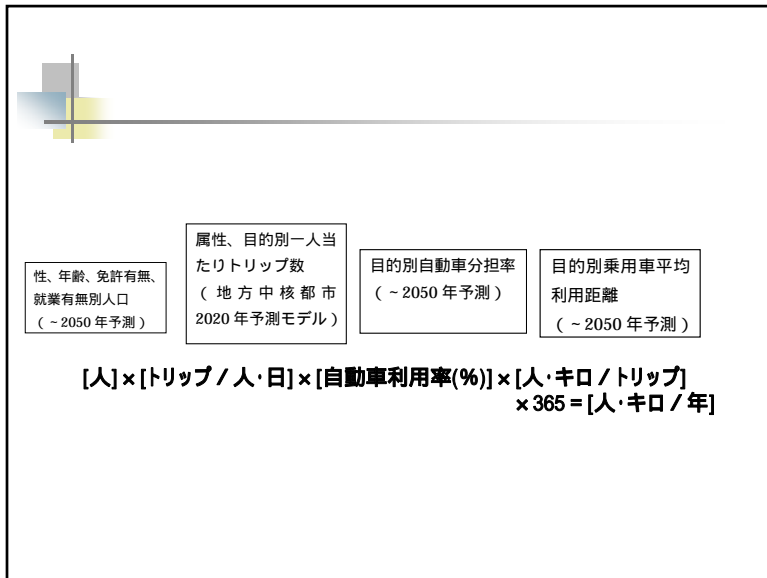 性、年齢、免許有無、
就業有無別人口
(~2050年予測)
属性、目的別一人当
たりトリップ数
(地方中核都市
2020年予測モデル)
目的別自動車分担率
(~2050年予測)
目的別乗用車平均
利用距離
(~2050年予測)
[人]×[トリップ/人・日]×[自動車利用率(%)]×[人・キロ/トリップ]
×365=[人・キロ/年]